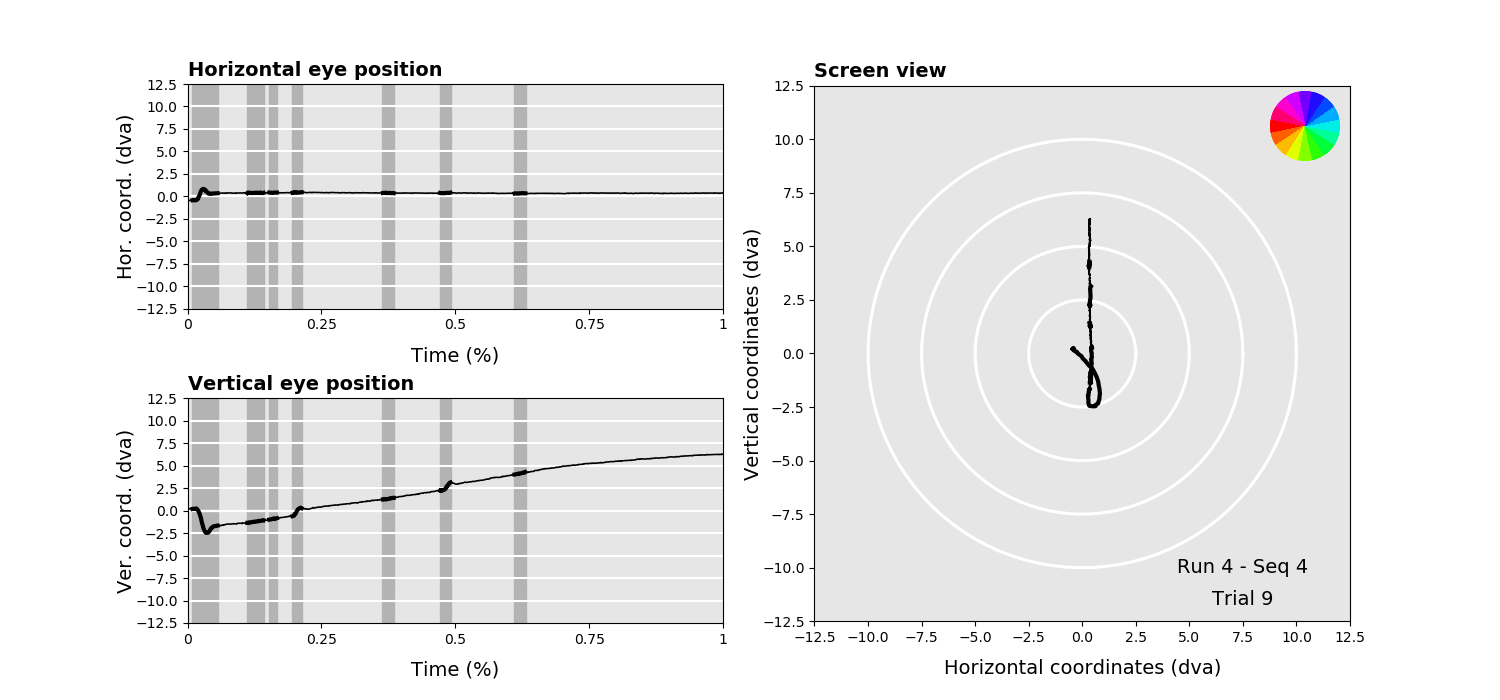 Horizontal eye position
Hor. coord. (dva)
12.5
10.0
7.5
5.0
2.5
0.0
−2.5
−5.0
−7.5
−10.0
−12.5
0 0.25 0.5 0.75 1
Time (%)
Vertical eye position
Ver. coord. (dva)
12.5
10.0
7.5
5.0
2.5
0.0
−2.5
−5.0
−7.5
−10.0
−12.5
0 0.25 0.5 0.75 1
Time (%)
Screen view
Vertical coordinates (dva)
12.5
10.0
7.5
5.0
2.5
0.0
−2.5
−5.0
−7.5
−10.0
−12.5
Run 4 - Seq 4
Trial 9
−12.5 −10.0 −7.5 −5.0 −2.5 0.0 2.5 5.0 7.5 10.0 12.5
Horizontal coordinates (dva)